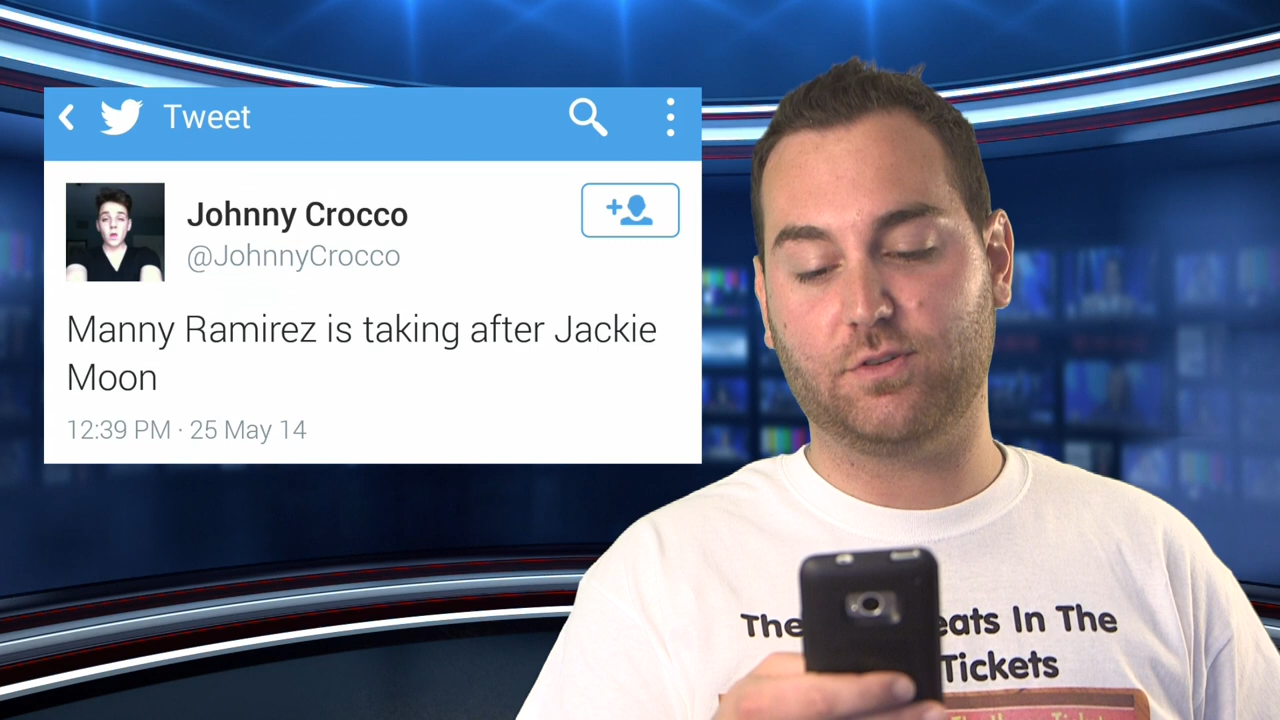 Tweet
Johnny Crocco
@JohnnyCrocco
Manny Ramirez is taking after Jackie
Moon
12:39 PM · 25 May 14
The eats In The
Tickets